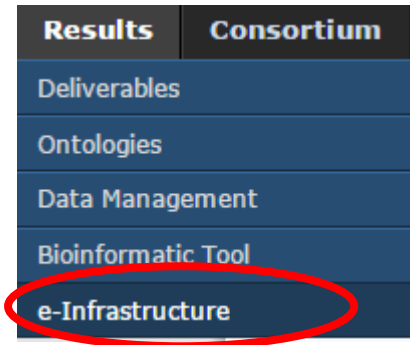 Results Consortium
Deliverables
Ontologies
Data Management
Bioinformatic Tool
e-Infrastructure